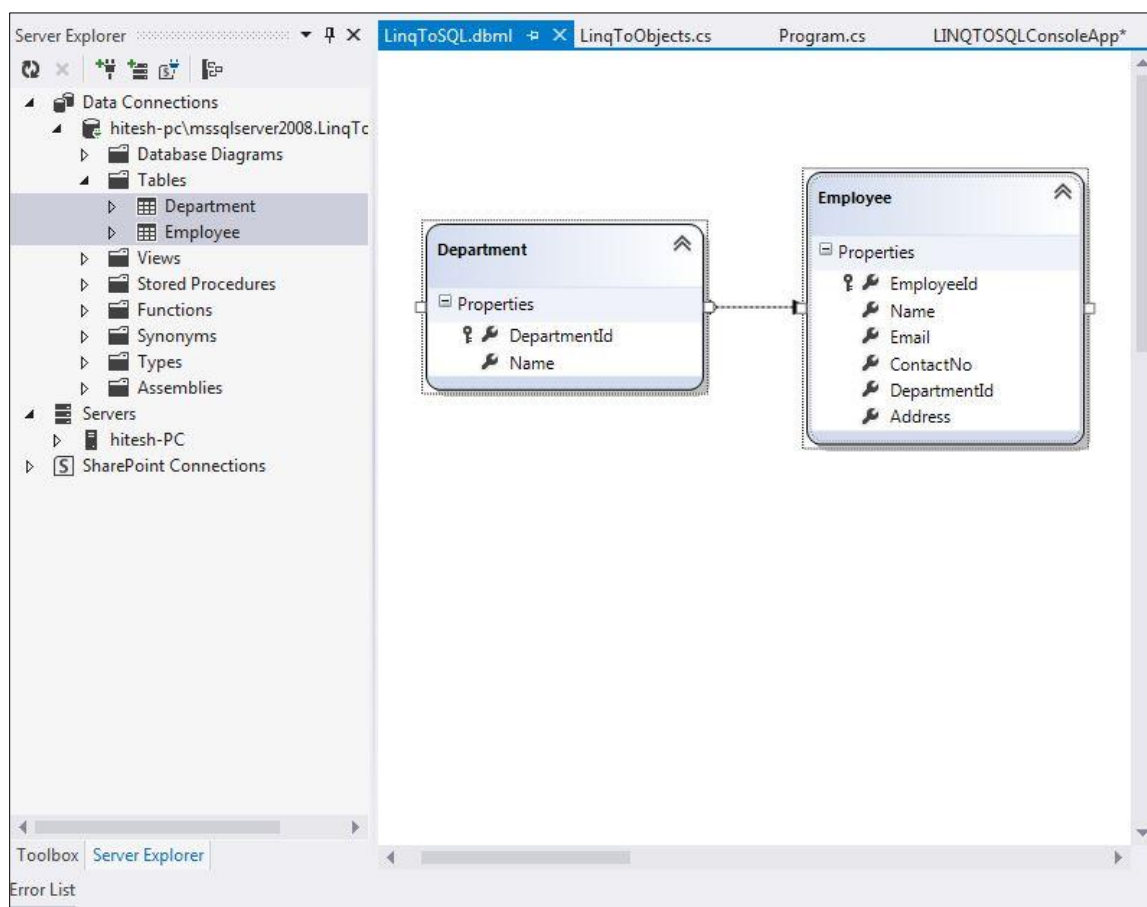 Server Explorer
LinqToSQL.dbml
LinqToObjects.cs
Program.cs
LINQTOSQLConsoleApp*
Data Connections
hitesh-pc\mssqlserver2008.LinqTo
Database Diagrams
Tables
Department
Employee
Views
Stored Procedures
Functions
Synonyms
Types
Assemblies
Servers
hitesh-PC
SharePoint Connections
Department
Properties
DepartmentId
Name
Employee
Properties
EmployeeId
Name
Email
ContactNo
DepartmentId
Address
Toolbox
Server Explorer
Error List